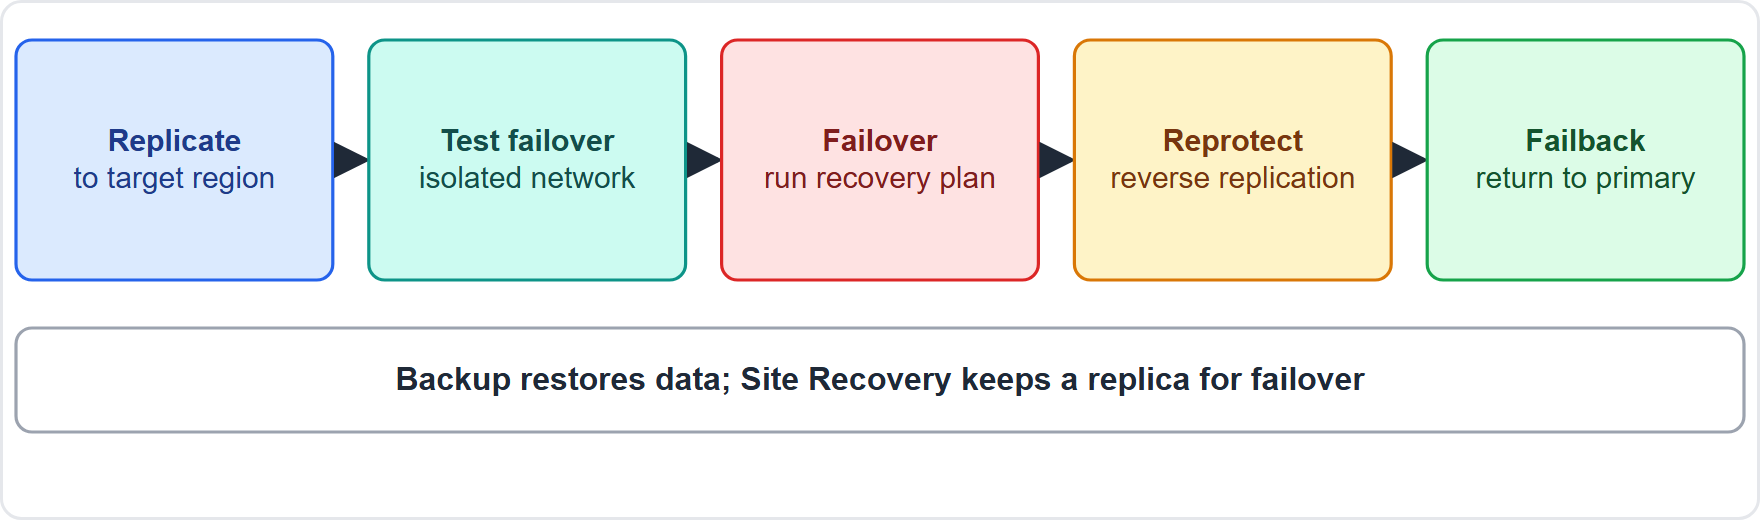 Replicate
to target region
Test failover
isolated network
Failover
run recovery plan
Reprotect
reverse replication
Failback
return to primary
Backup restores data; Site Recovery keeps a replica for failover